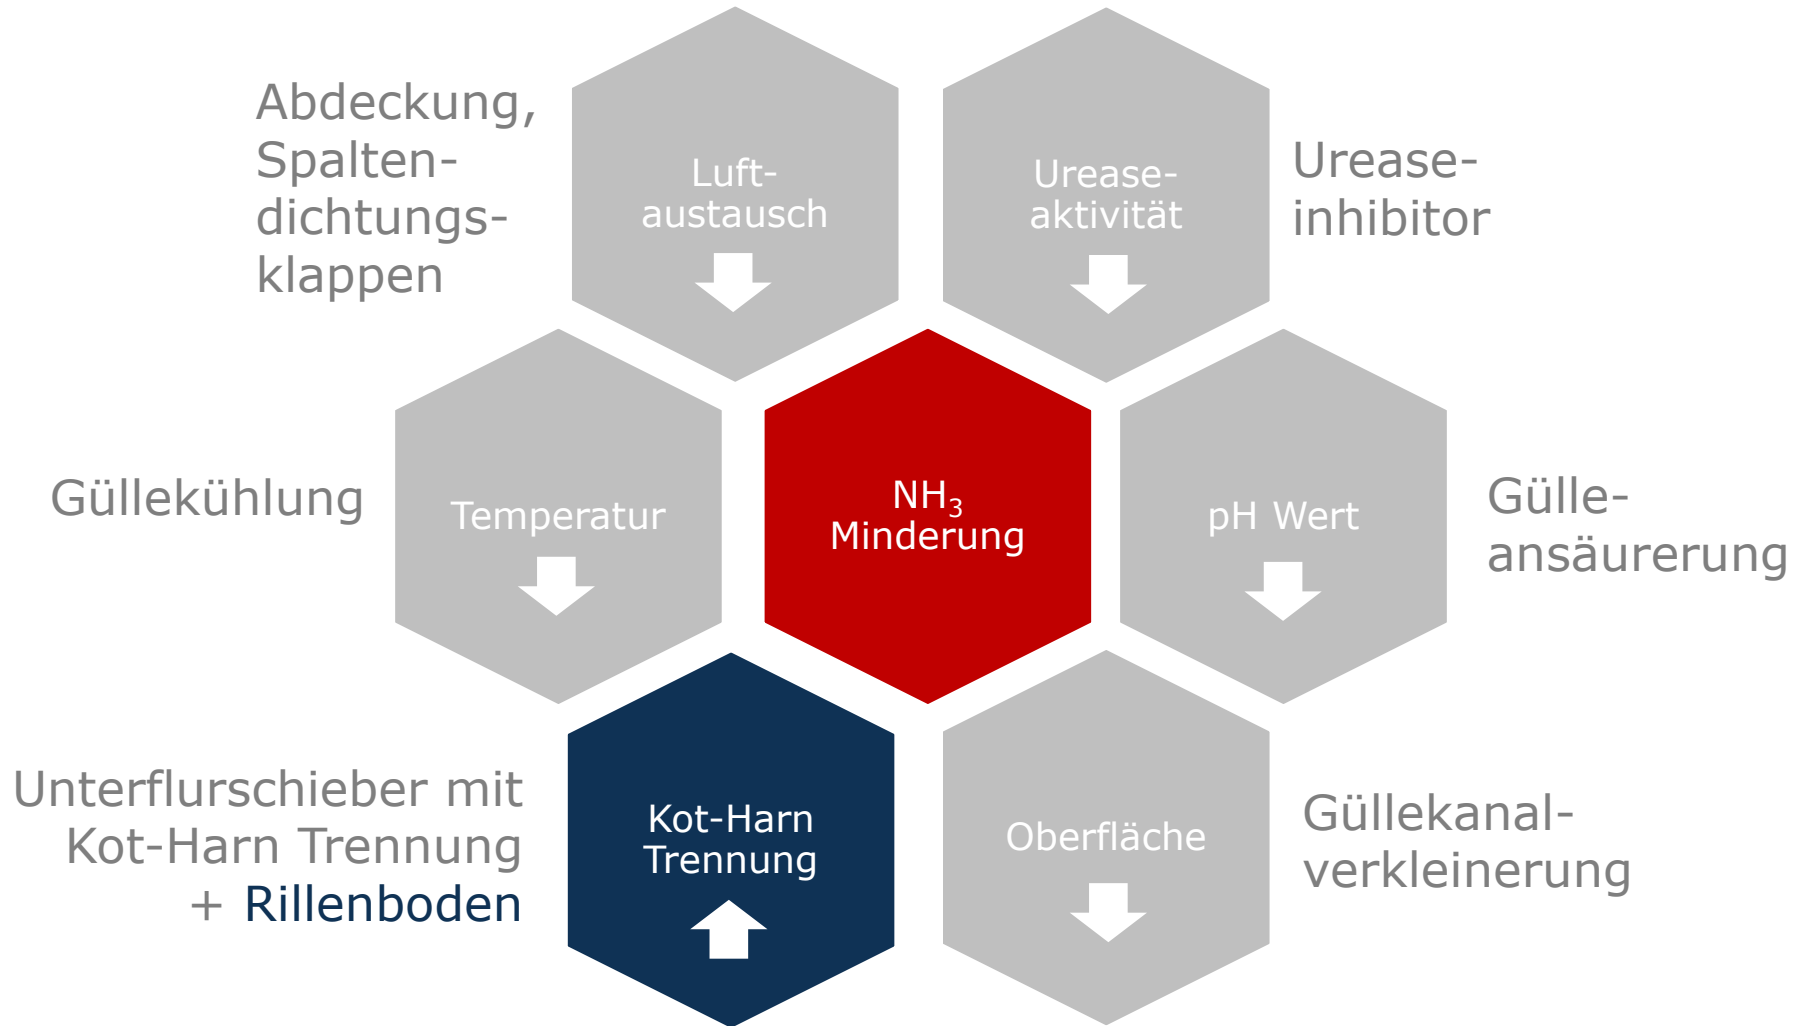 Abdeckung,
Spalten-
dichtungs-
klappen
Luft-
austausch
Urease-
aktivität
Urease-
inhibitor
Güllekühlung
Temperatur
NH₃
Minderung
pH Wert
Gülle-
ansäurerung
Unterflurschieber mit
Kot-Harn Trennung
+ Rillenboden
Kot-Harn
Trennung
Oberfläche
Güllekanal-
verkleinerung